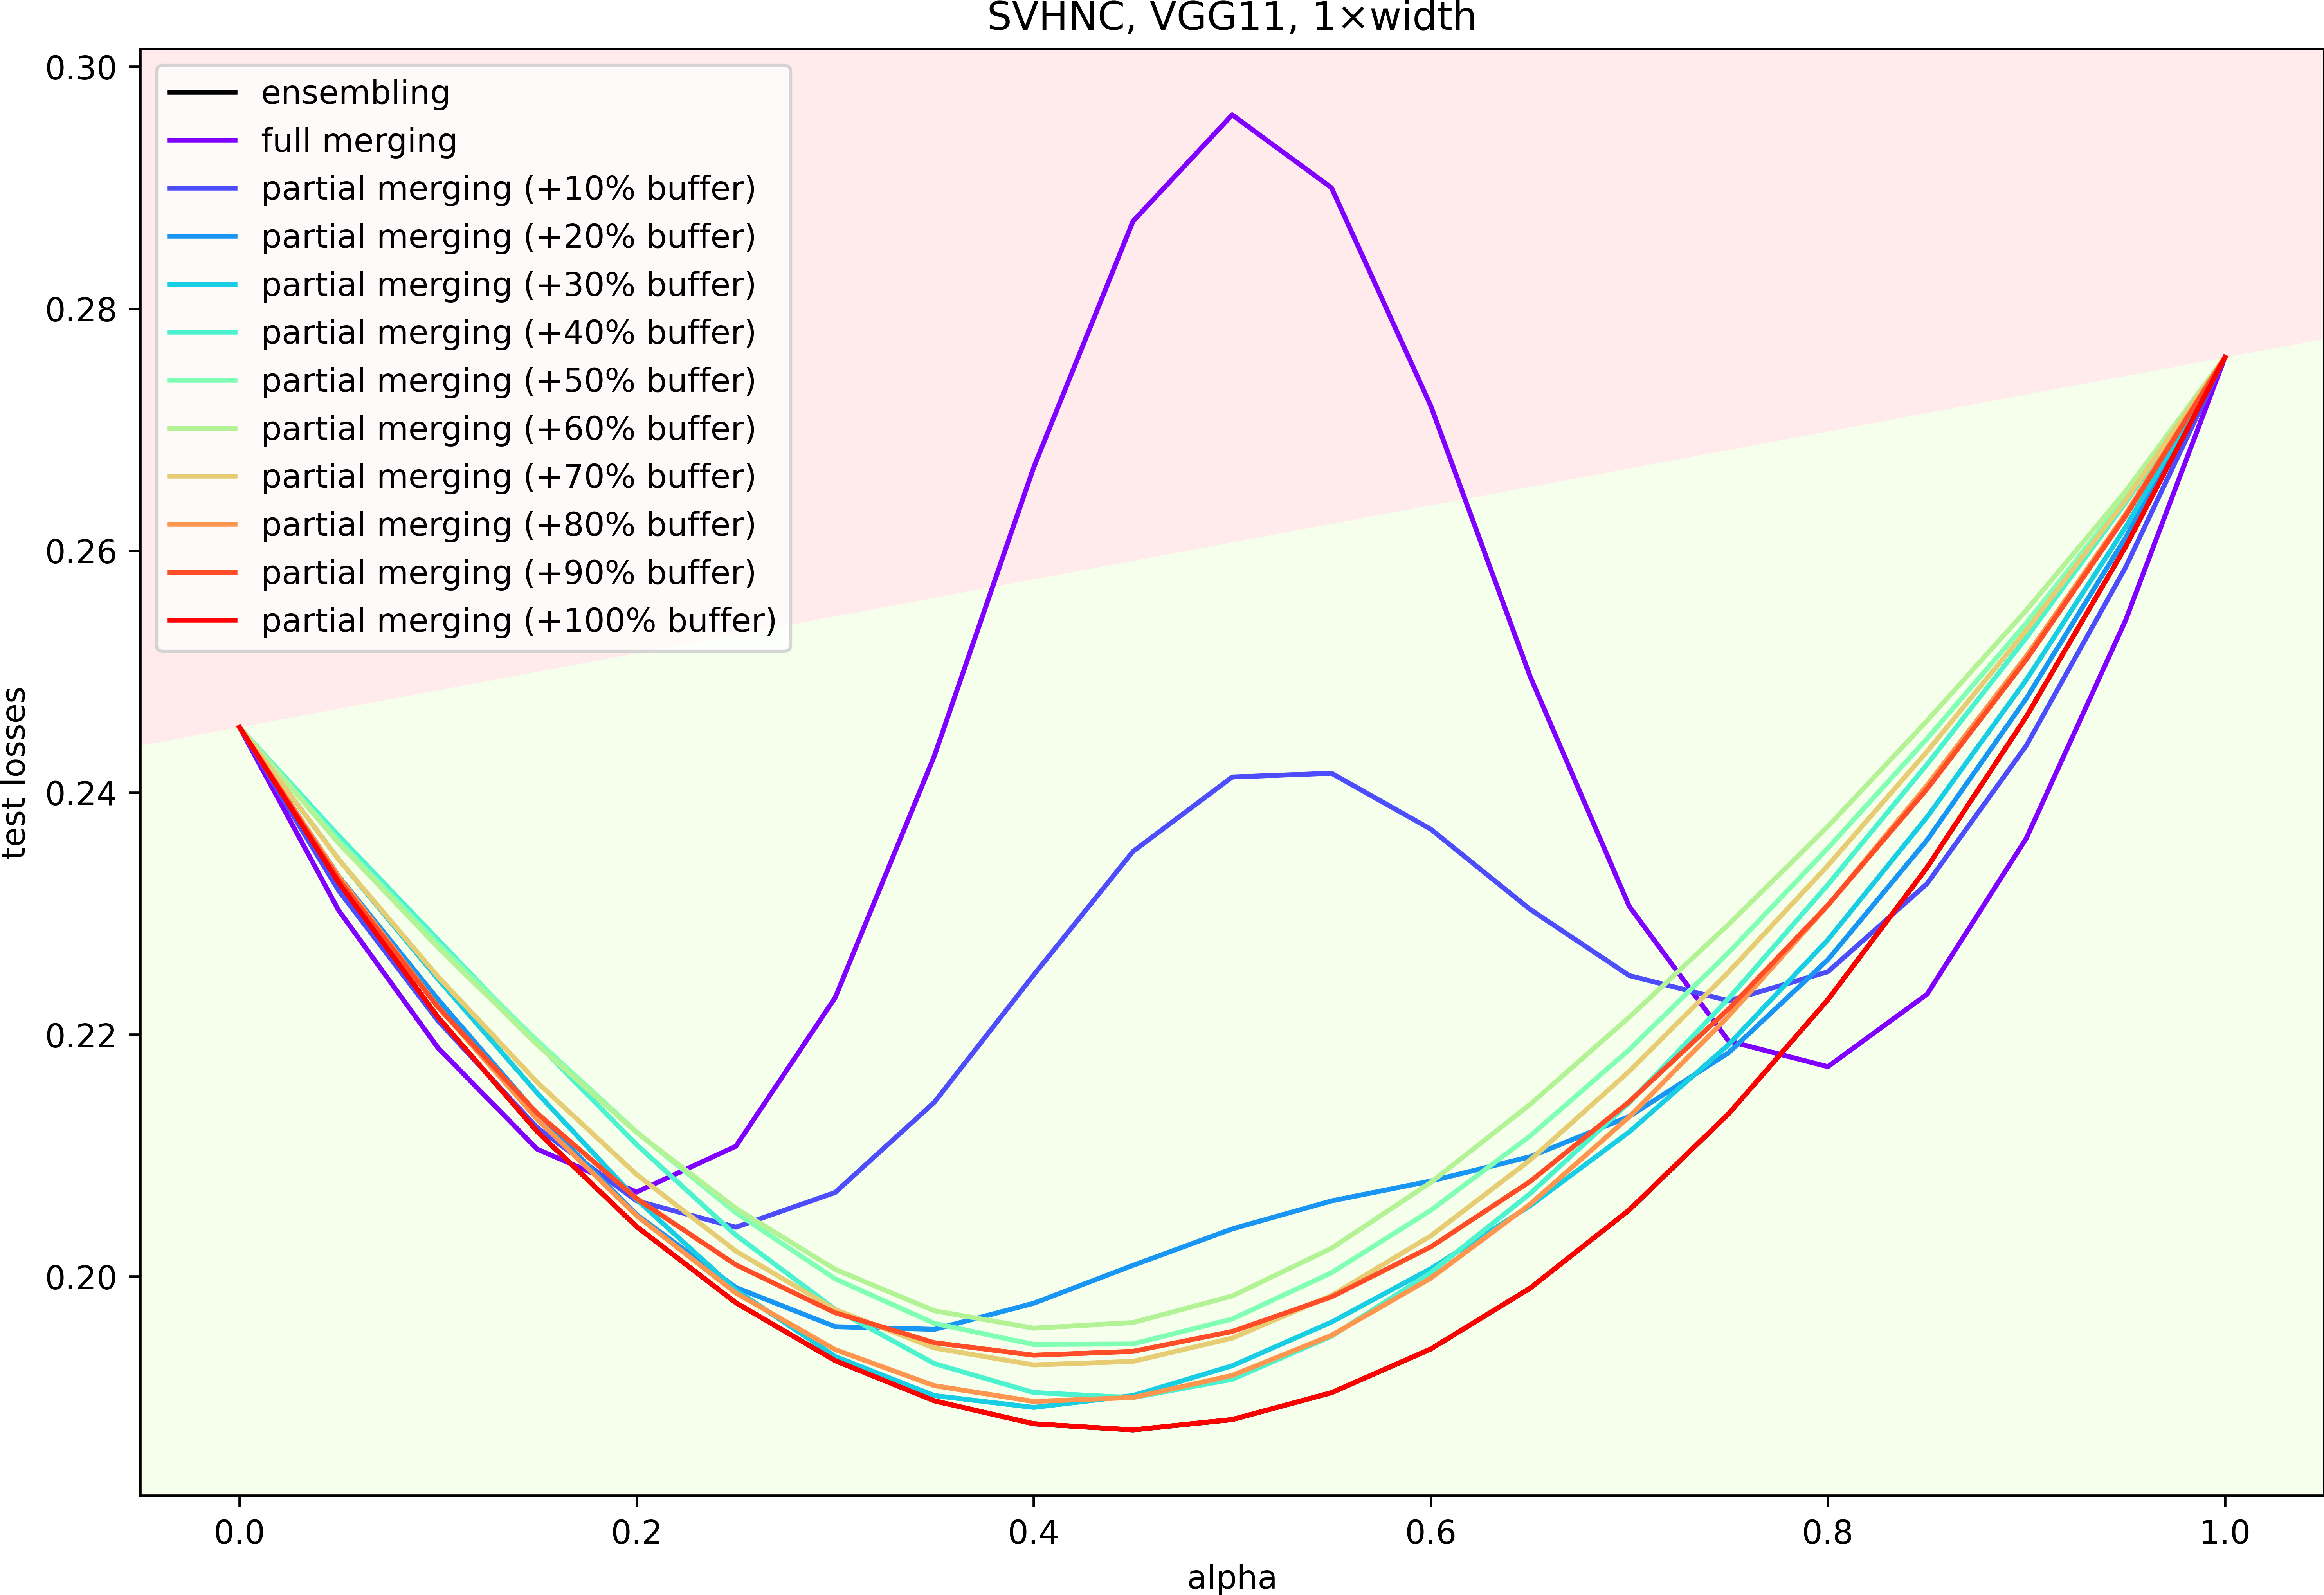 SVHNC, VGG11, 1×width
0.30
0.28
0.26
0.24
0.22
0.20
test losses
ensembling
full merging
partial merging (+10% buffer)
partial merging (+20% buffer)
partial merging (+30% buffer)
partial merging (+40% buffer)
partial merging (+50% buffer)
partial merging (+60% buffer)
partial merging (+70% buffer)
partial merging (+80% buffer)
partial merging (+90% buffer)
partial merging (+100% buffer)
0.0 0.2 0.4 0.6 0.8 1.0
alpha